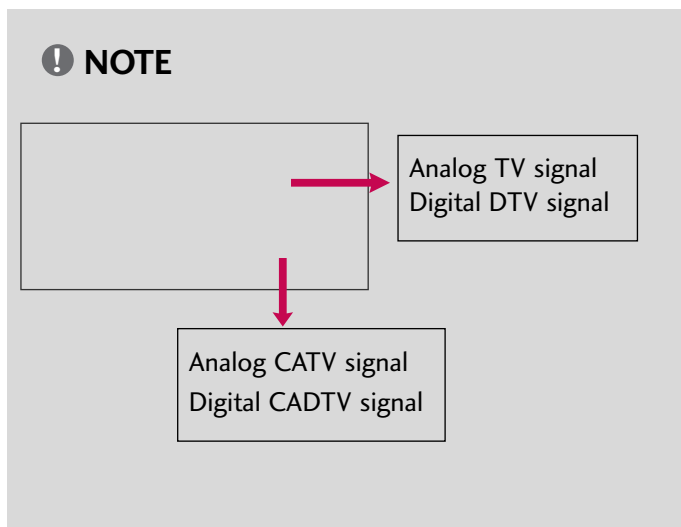 NOTE
Analog TV signal
Digital DTV signal
Analog CATV signal
Digital CADTV signal